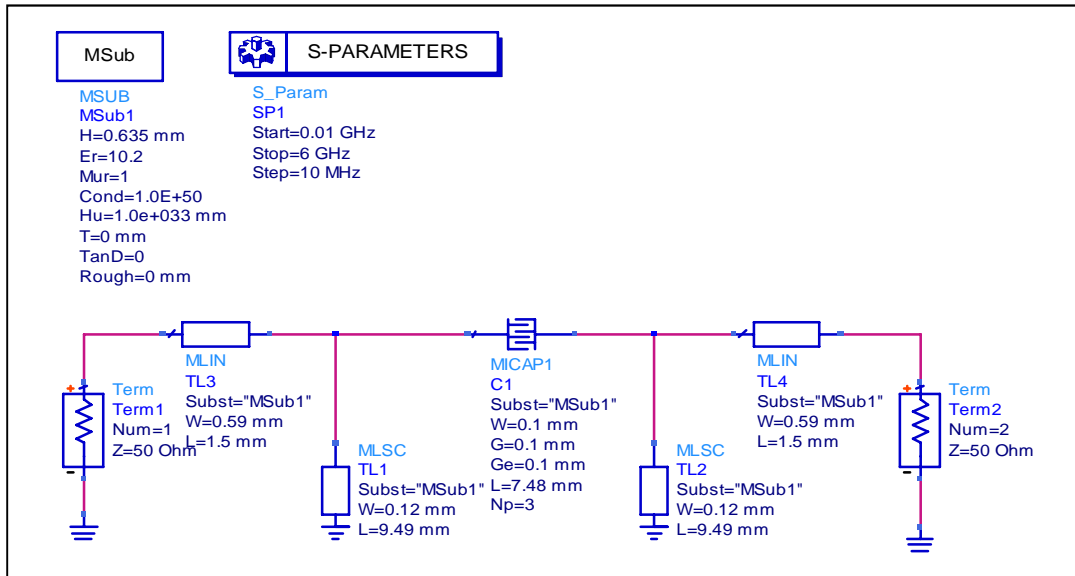 MSub
MSUB
MSub1
H=0.635 mm
Er=10.2
Mur=1
Cond=1.0E+50
Hu=1.0e+033 mm
T=0 mm
TanD=0
Rough=0 mm
S-PARAMETERS
S_Param
SP1
Start=0.01 GHz
Stop=6 GHz
Step=10 MHz
Term
Term1
Num=1
Z=50 Ohm
MLIN
TL3
Subst="MSub1"
W=0.59 mm
L=1.5 mm
MLSC
TL1
Subst="MSub1"
W=0.12 mm
L=9.49 mm
MICAP1
C1
Subst="MSub1"
W=0.1 mm
G=0.1 mm
Ge=0.1 mm
L=7.48 mm
Np=3
MLSC
TL2
Subst="MSub1"
W=0.12 mm
L=9.49 mm
MLIN
TL4
Subst="MSub1"
W=0.59 mm
L=1.5 mm
Term
Term2
Num=2
Z=50 Ohm